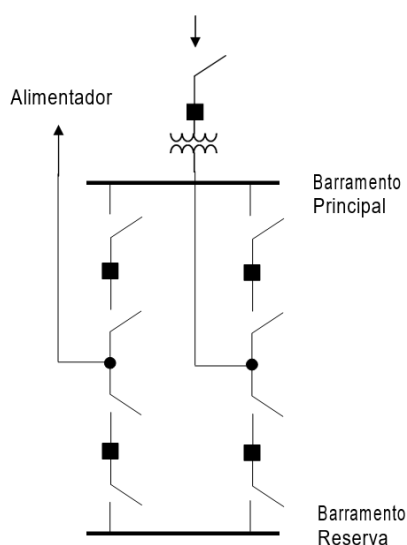 Alimentador
Barramento
Principal
Barramento
Reserva